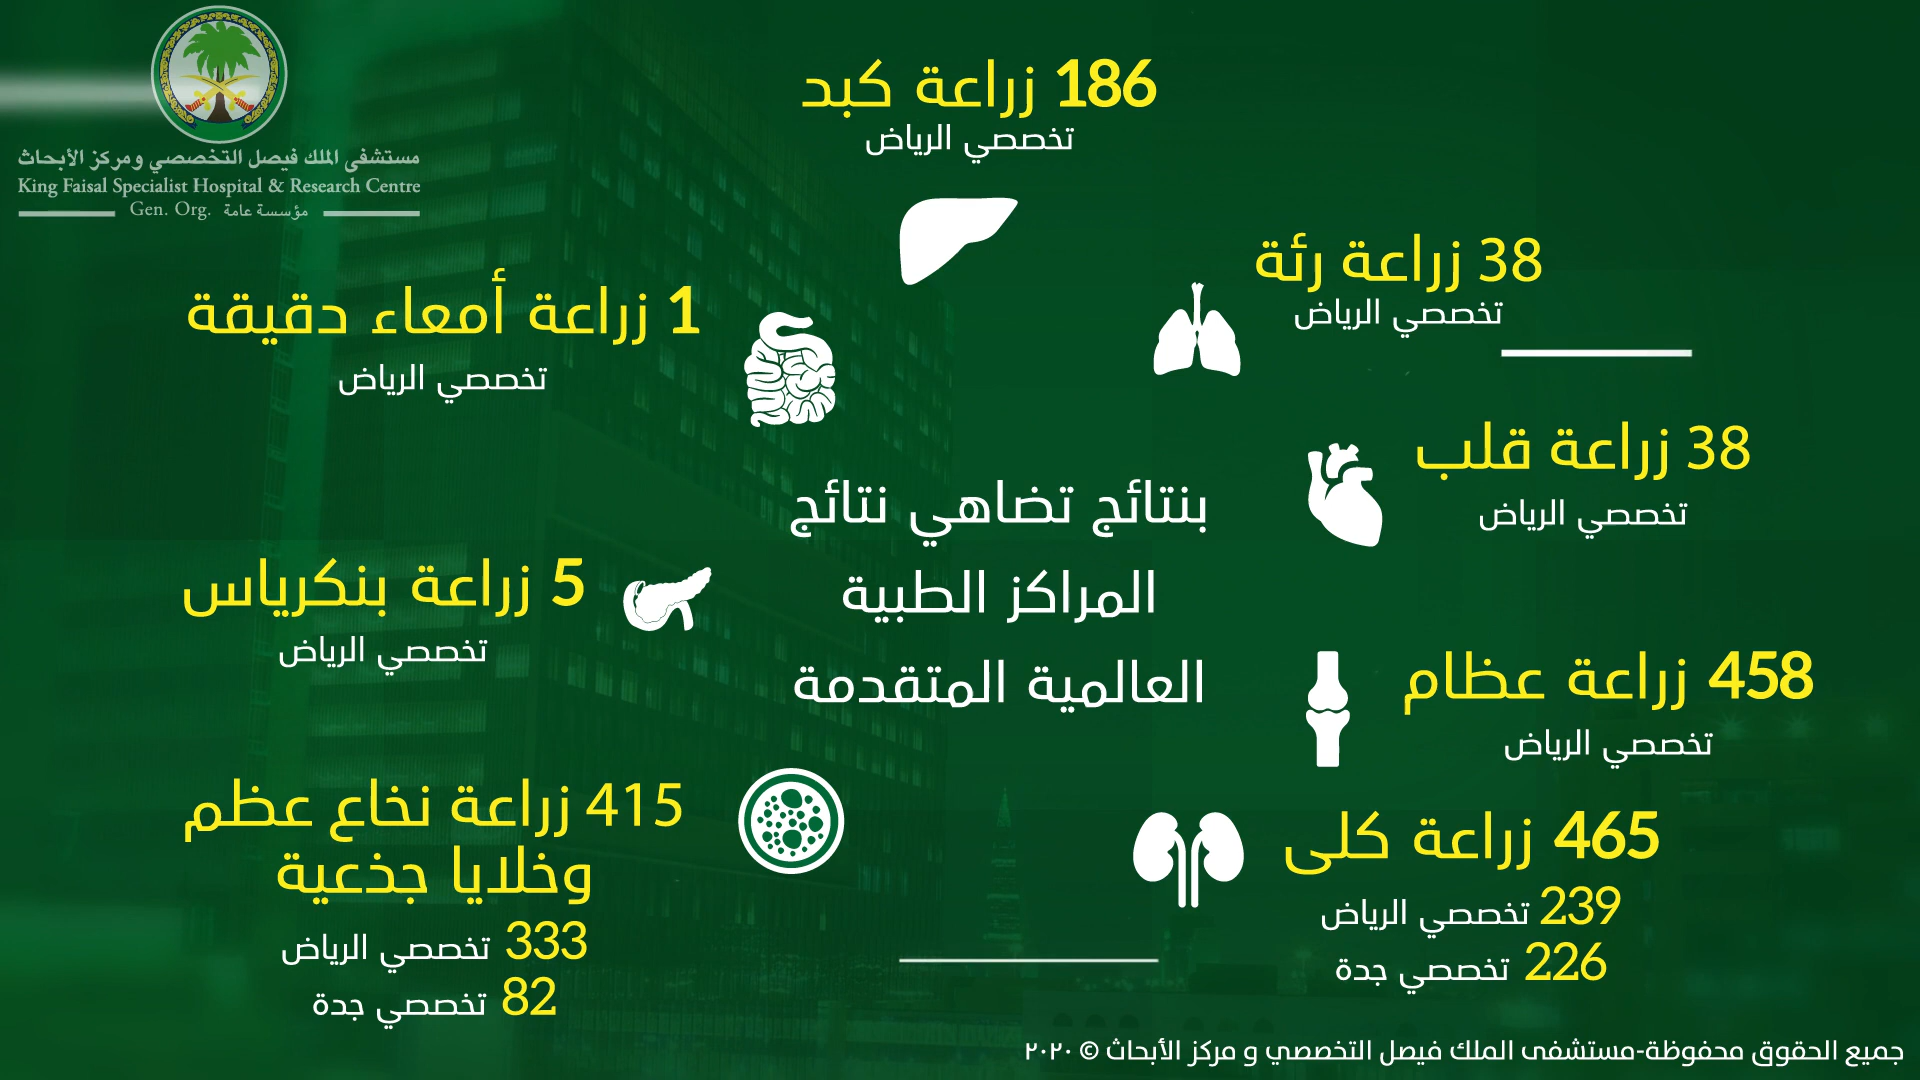 مستشفى الملك فيصل التخصصي ومركز الأبحاث
King Faisal Specialist Hospital & Research Centre
Gen. Org. مؤسسة عامة
186 زراعة كبد
تخصصي الرياض
38 زراعة رئة
تخصصي الرياض
1 زراعة أمعاء دقيقة
تخصصي الرياض
38 زراعة قلب
تخصصي الرياض
بنتائج تضاهي نتائج
المراكز الطبية
العالمية المتقدمة
5 زراعة بنكرياس
تخصصي الرياض
458 زراعة عظام
تخصصي الرياض
415 زراعة نخاع عظم
وخلايا جذعية
333 تخصصي الرياض
82 تخصصي جدة
465 زراعة كلى
239 تخصصي الرياض
226 تخصصي جدة
جميع الحقوق محفوظة-مستشفى الملك فيصل التخصصي و مركز الأبحاث © ٢٠٢٠